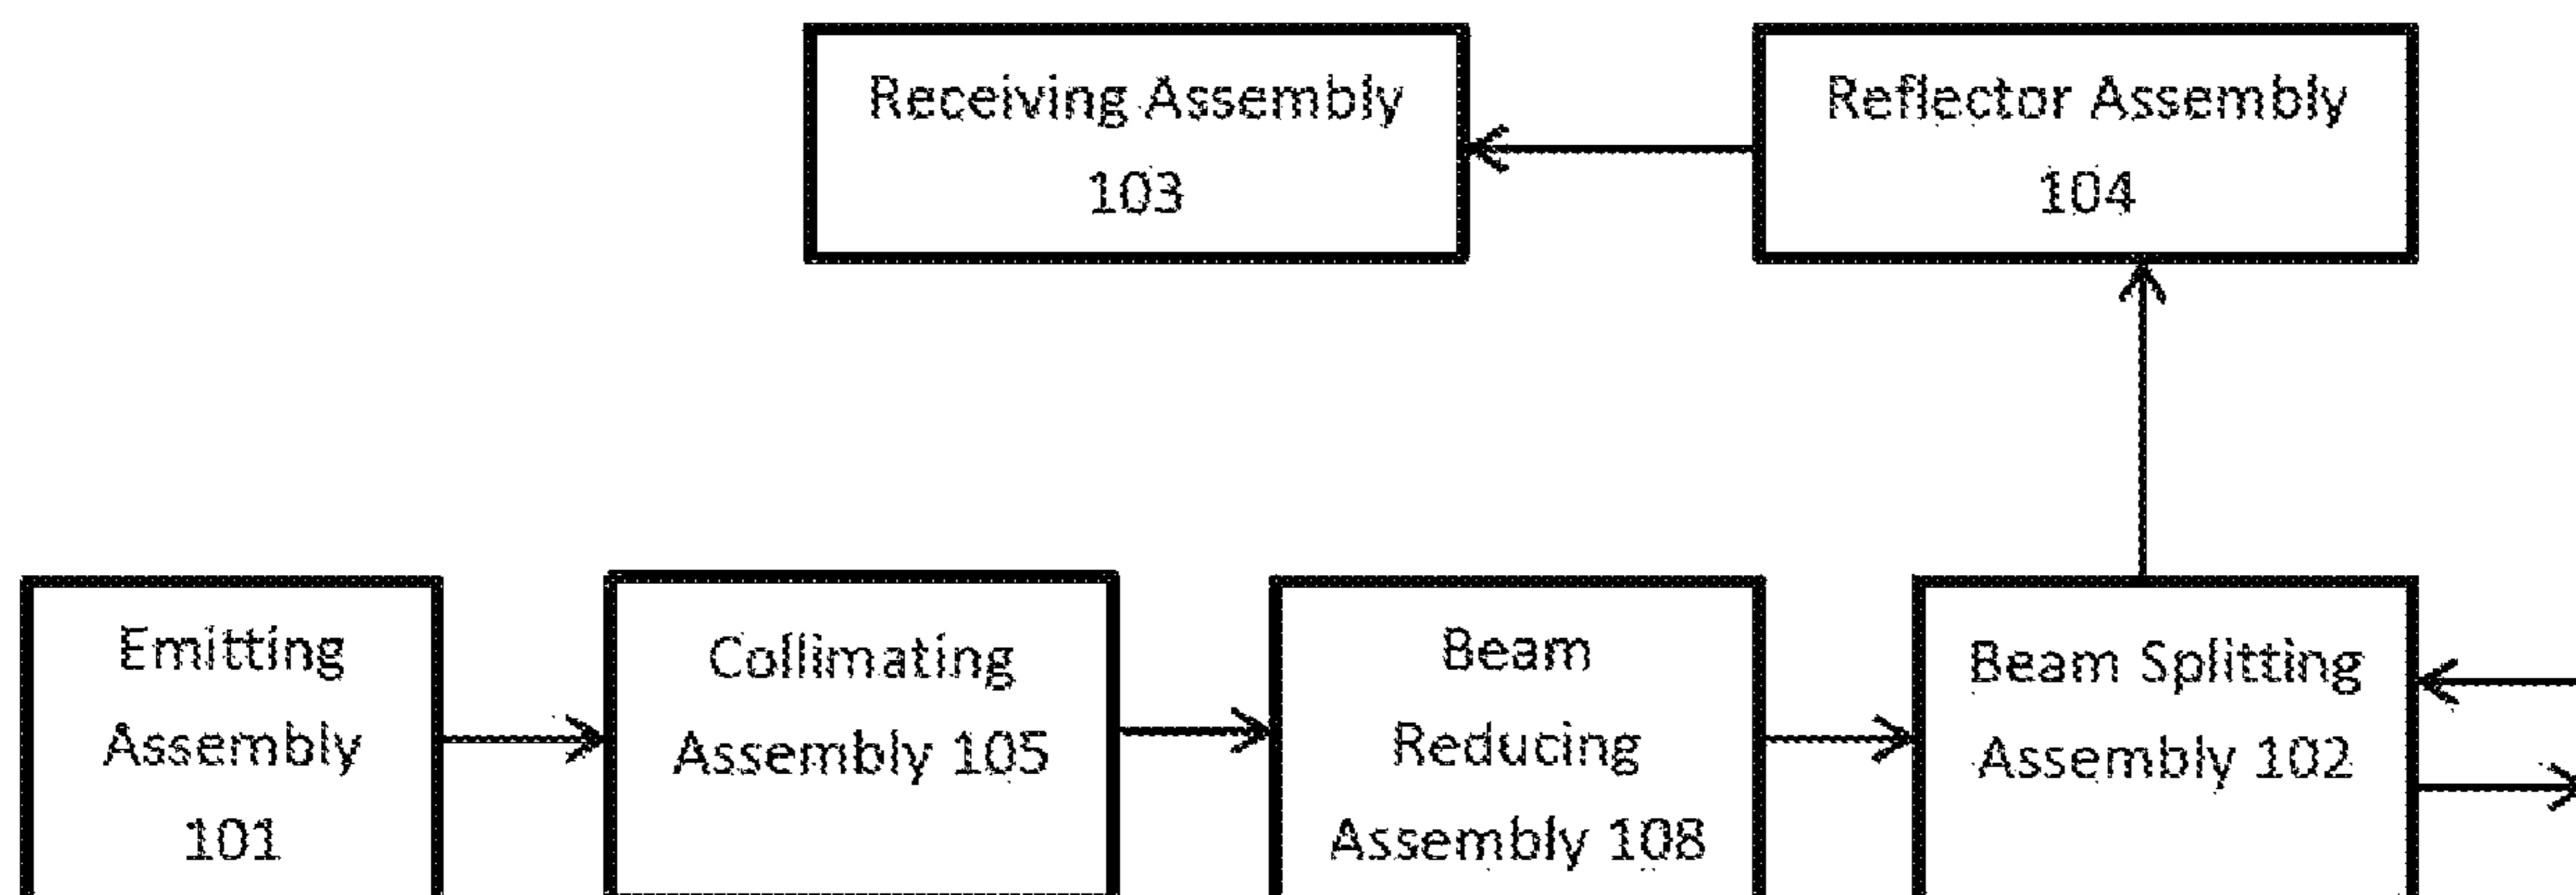 Receiving Assembly
103
Reflector Assembly
104
Emitting
Assembly
101
Collimating
Assembly 105
Beam
Reducing
Assembly 108
Beam Splitting
Assembly 102